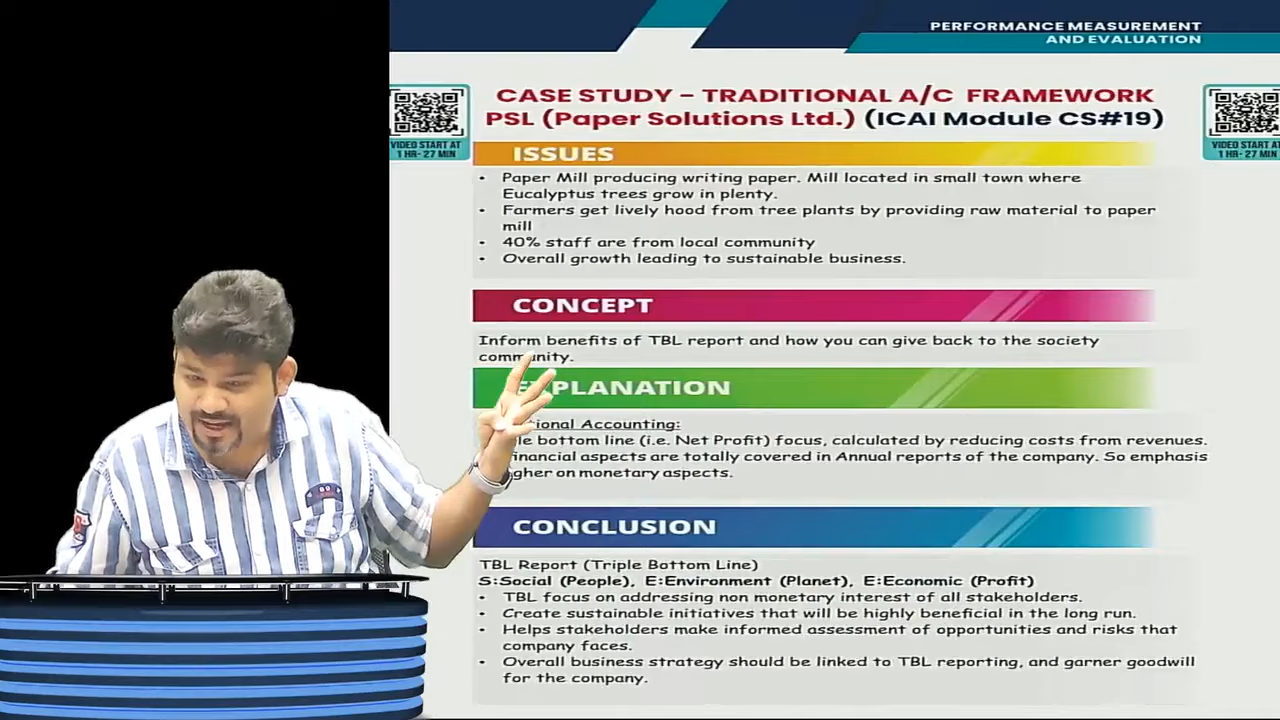 PERFORMANCE MEASUREMENT
AND EVALUATION
CASE STUDY - TRADITIONAL A/C FRAMEWORK
PSL (Paper Solutions Ltd.) (ICAI Module CS#19)
VIDEO START AT
1 HR- 27 MIN
VIDEO START AT
1 HR- 27 MIN
ISSUES
• Paper Mill producing writing paper. Mill located in small town where
Eucalyptus trees grow in plenty.
• Farmers get lively hood from tree plants by providing raw material to paper
mill
• 40% staff are from local community
• Overall growth leading to sustainable business.
CONCEPT
Inform benefits of TBL report and how you can give back to the society
community.
EXPLANATION
Accounting:
bottom line (i.e. Net Profit) focus, calculated by reducing costs from revenues.
aspects are totally covered in Annual reports of the company. So emphasis
on monetary aspects.
CONCLUSION
TBL Report (Triple Bottom Line)
S:Social (People), E:Environment (Planet), E:Economic (Profit)
• TBL focus on addressing non monetary interest of all stakeholders.
• Create sustainable initiatives that will be highly beneficial in the long run.
• Helps stakeholders make informed assessment of opportunities and risks that
company faces.
• Overall business strategy should be linked to TBL reporting, and garner goodwill
for the company.